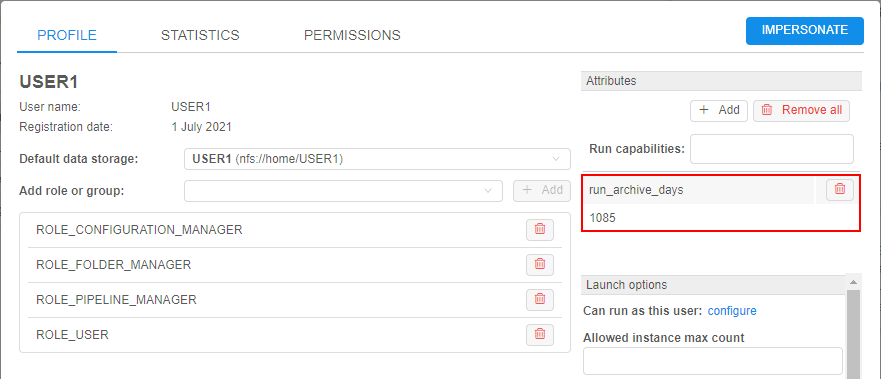 PROFILE STATISTICS PERMISSIONS IMPERSONATE
USER1
User name: USER1
Registration date: 1 July 2021
Default data storage: USER1 (nfs://home/USER1)
Add role or group: + Add
ROLE_CONFIGURATION_MANAGER
ROLE_FOLDER_MANAGER
ROLE_PIPELINE_MANAGER
ROLE_USER
Attributes
+ Add Remove all
Run capabilities:
run_archive_days
1085
Launch options
Can run as this user: configure
Allowed instance max count